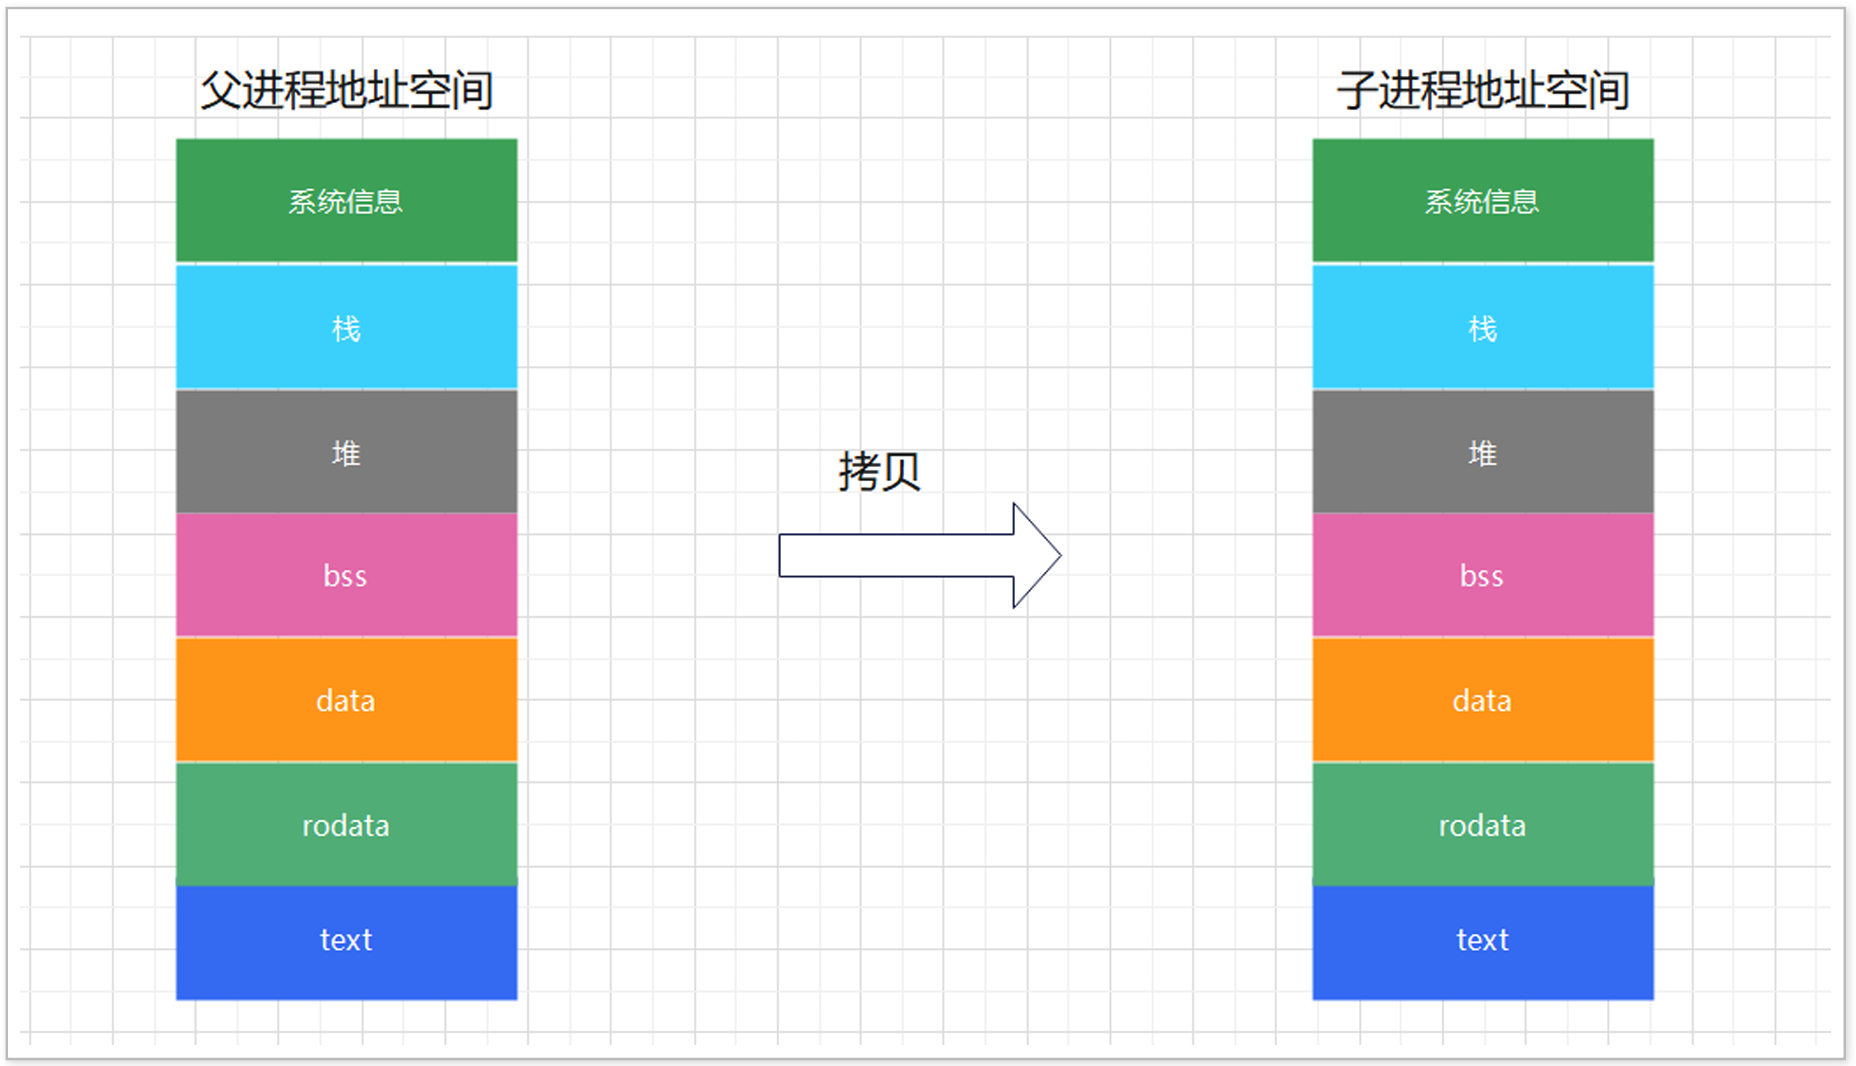 父进程地址空间
系统信息
栈
堆
bss
data
rodata
text
拷贝
子进程地址空间
系统信息
栈
堆
bss
data
rodata
text